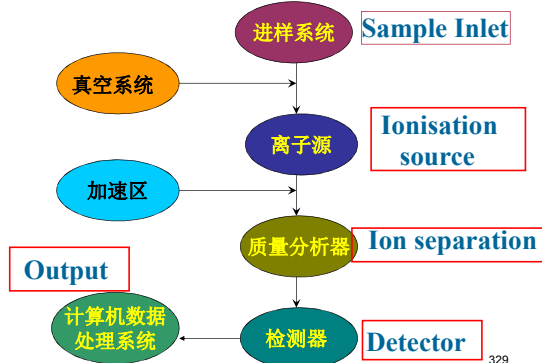 进样系统
Sample Inlet
真空系统
离子源
Ionisation
source
加速区
质量分析器
Ion separation
Output
计算机数据
处理系统
检测器
Detector
329